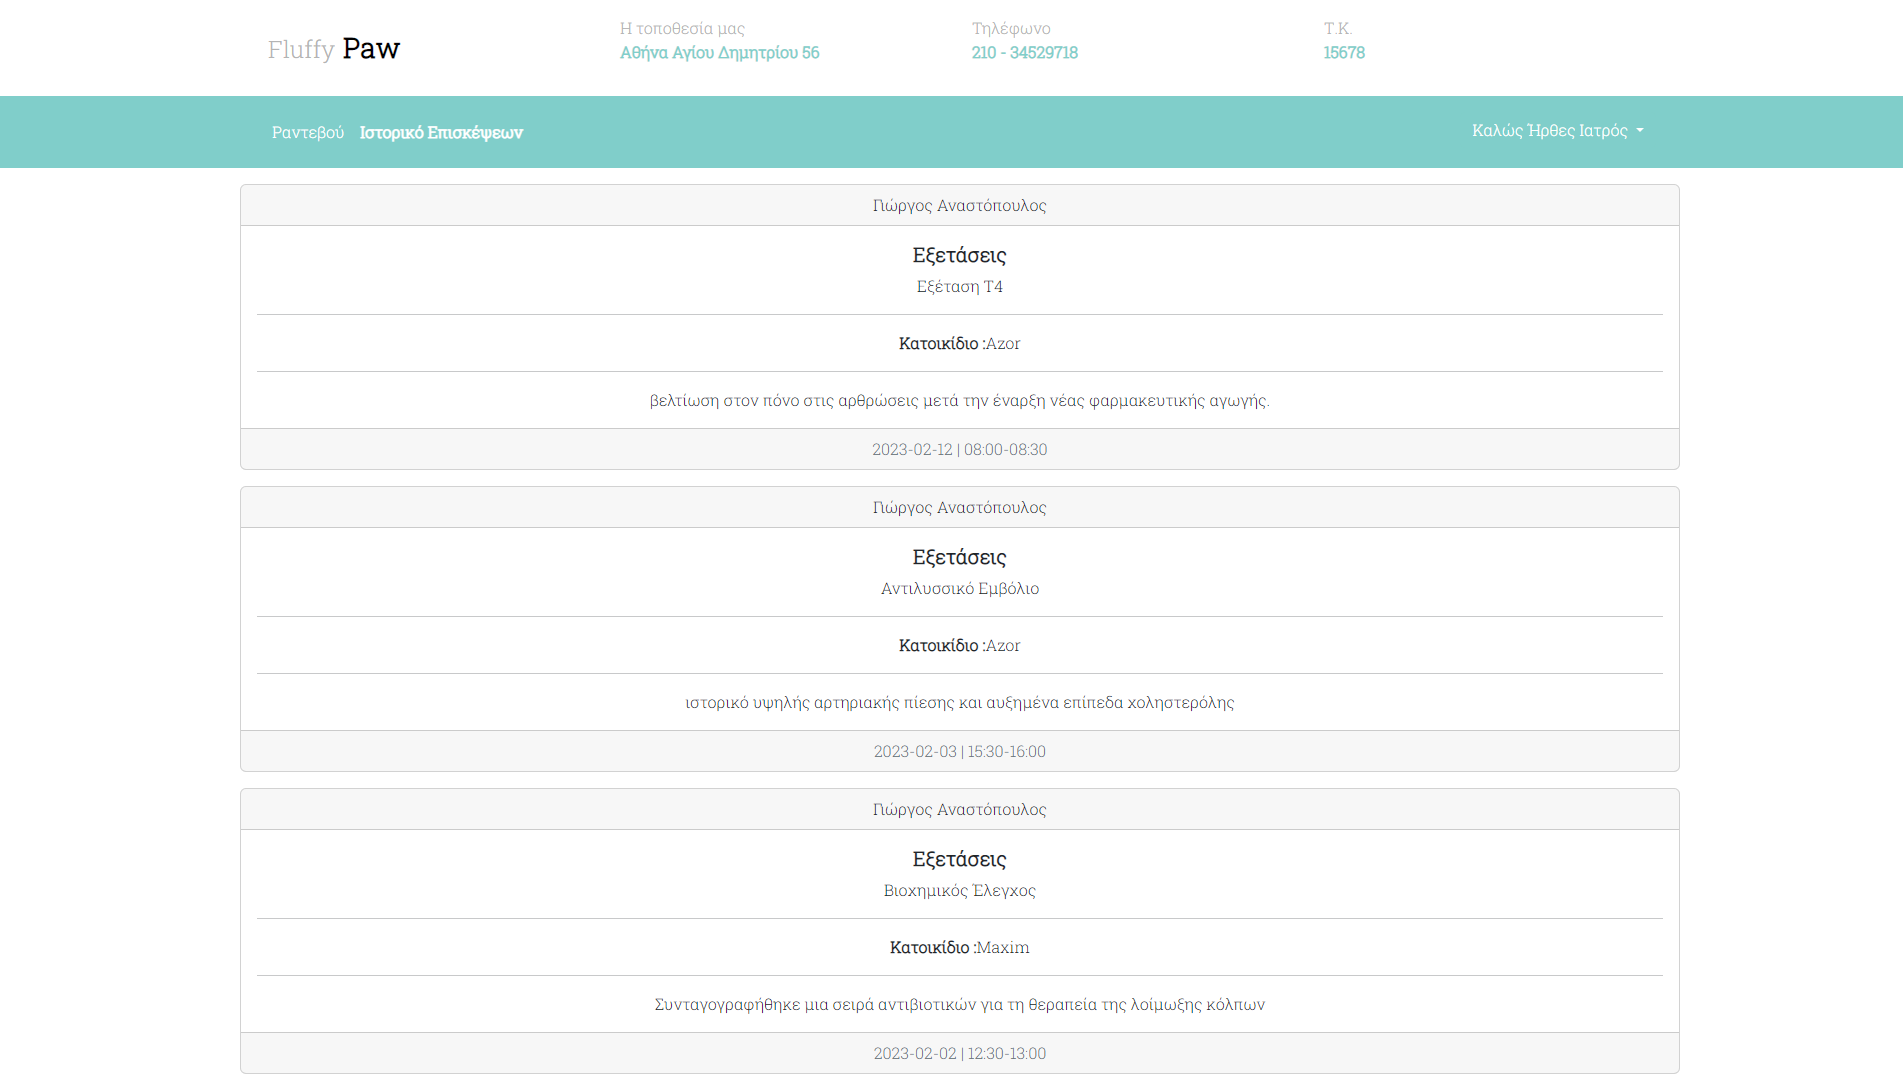 Fluffy Paw
Η τοποθεσία μας
Αθήνα Αγίου Δημητρίου 56
Τηλέφωνο
210 - 34529718
Τ.Κ.
15678
Ραντεβού
Ιστορικό Επισκέψεων
Καλώς Ήρθες Ιατρός
Γιώργος Αναστόπουλος
Εξετάσεις
Εξέταση Τ4
Κατοικίδιο :Azor
βελτίωση στον πόνο στις αρθρώσεις μετά την έναρξη νέας φαρμακευτικής αγωγής.
2023-02-12 | 08:00-08:30
Γιώργος Αναστόπουλος
Εξετάσεις
Αντιλυσσικό Εμβόλιο
Κατοικίδιο :Azor
ιστορικό υψηλής αρτηριακής πίεσης και αυξημένα επίπεδα χοληστερόλης
2023-02-03 | 15:30-16:00
Γιώργος Αναστόπουλος
Εξετάσεις
Βιοχημικός Έλεγχος
Κατοικίδιο :Maxim
Συνταγογραφήθηκε μια σειρά αντιβιοτικών για τη θεραπεία της λοίμωξης κόλπων
2023-02-02 | 12:30-13:00